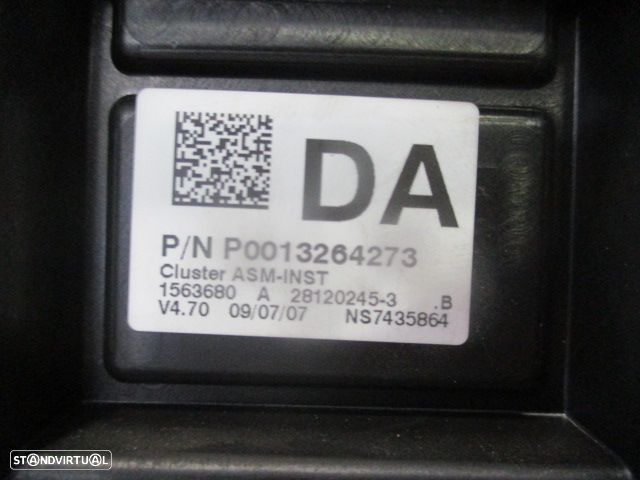 DA
P/N P0013264273
Cluster ASM-INST
1563680 A 28120245-3 .B
V4.70 09/07/07 NS7435864
STANDVIRTUAL